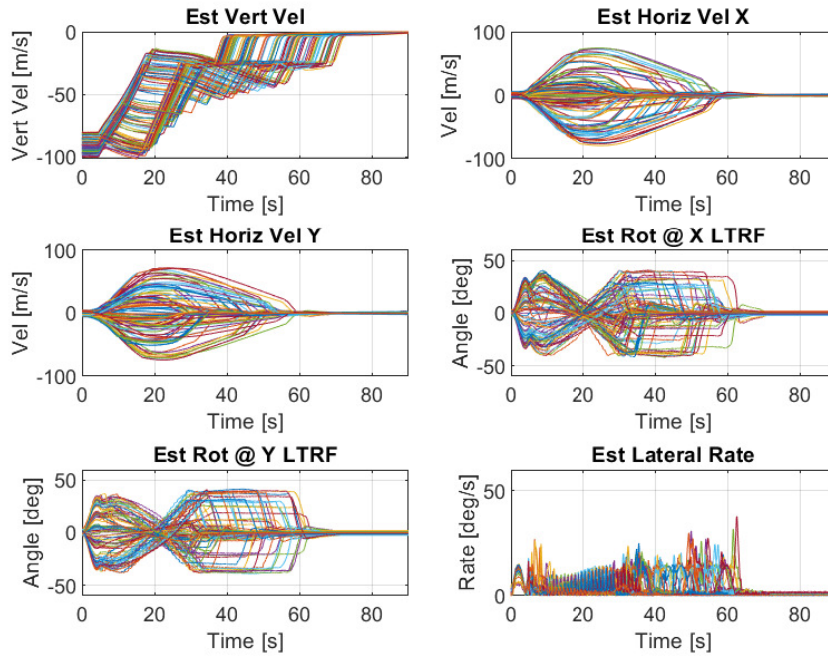 Est Vert Vel
Vert Vel [m/s]
0
-50
-100
0 20 40 60 80
Time [s]
Est Horiz Vel X
Vel [m/s]
100
0
-100
0 20 40 60 80
Time [s]
Est Horiz Vel Y
Vel [m/s]
100
0
-100
0 20 40 60 80
Time [s]
Est Rot @ X LTRF
Angle [deg]
50
0
-50
0 20 40 60 80
Time [s]
Est Rot @ Y LTRF
Angle [deg]
50
0
-50
0 20 40 60 80
Time [s]
Est Lateral Rate
Rate [deg/s]
50
0
0 20 40 60 80
Time [s]